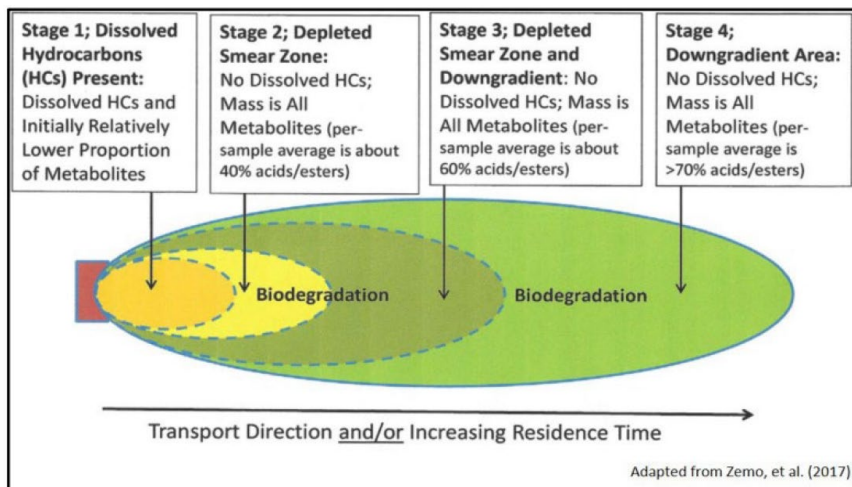 Stage 1; Dissolved
Hydrocarbons
(HCs) Present:
Dissolved HCs and
Initially Relatively
Lower Proportion
of Metabolites
Stage 2; Depleted
Smear Zone:
No Dissolved HCs;
Mass is All
Metabolites (per-
sample average is about
40% acids/esters)
Stage 3; Depleted
Smear Zone and
Downgradient: No
Dissolved HCs; Mass is
All Metabolites (per-
sample average is about
60% acids/esters)
Stage 4;
Downgradient Area:
No Dissolved HCs;
Mass is All
Metabolites (per-
sample average is
>70% acids/esters)
Biodegradation
Biodegradation
Transport Direction and/or Increasing Residence Time
Adapted from Zemo, et al. (2017)